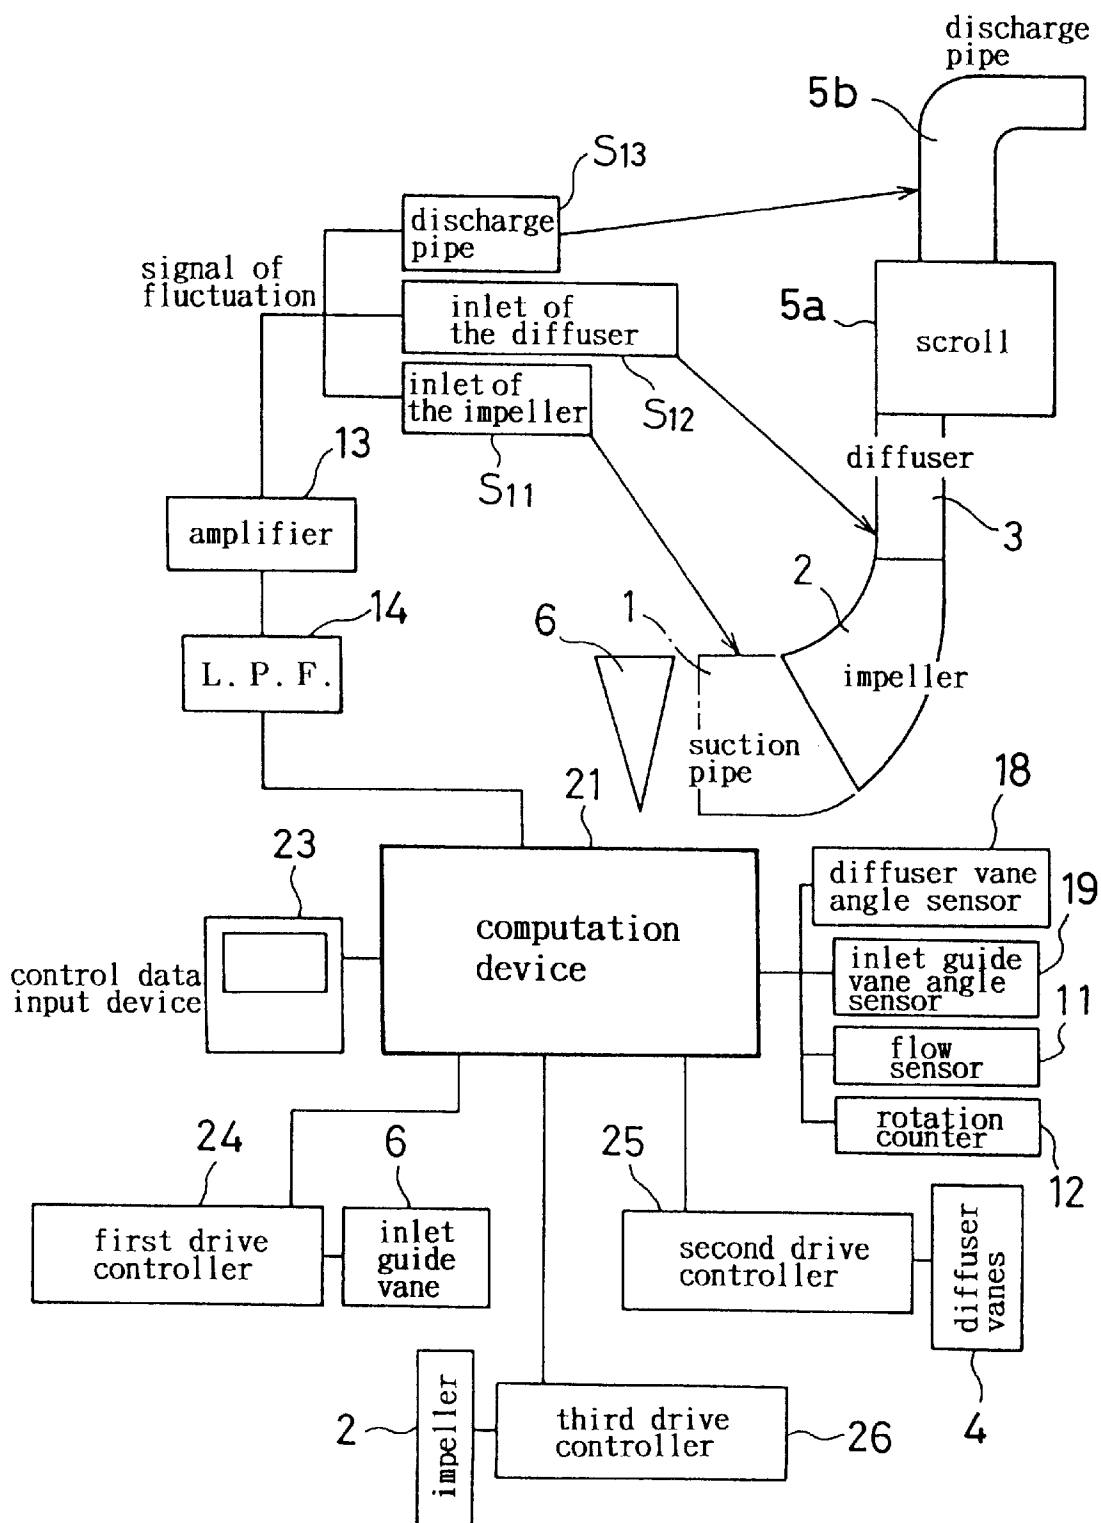 discharge
pipe
5b
S13
discharge
pipe
signal of
fluctuation
inlet of
the diffuser
5a
scroll
inlet of
the impeller
S12
S11
13
diffuser
amplifier
3
2
14
1
6
L. P. F.
impeller
suction
pipe
21
18
23
diffuser vane
angle sensor
19
computation
device
inlet guide
vane angle
sensor
control data
input device
11
flow
sensor
rotation
counter
24
6
25
12
first drive
controller
inlet
guide
vane
second drive
controller
diffuser
vanes
impeller
2
third drive
controller
26
4